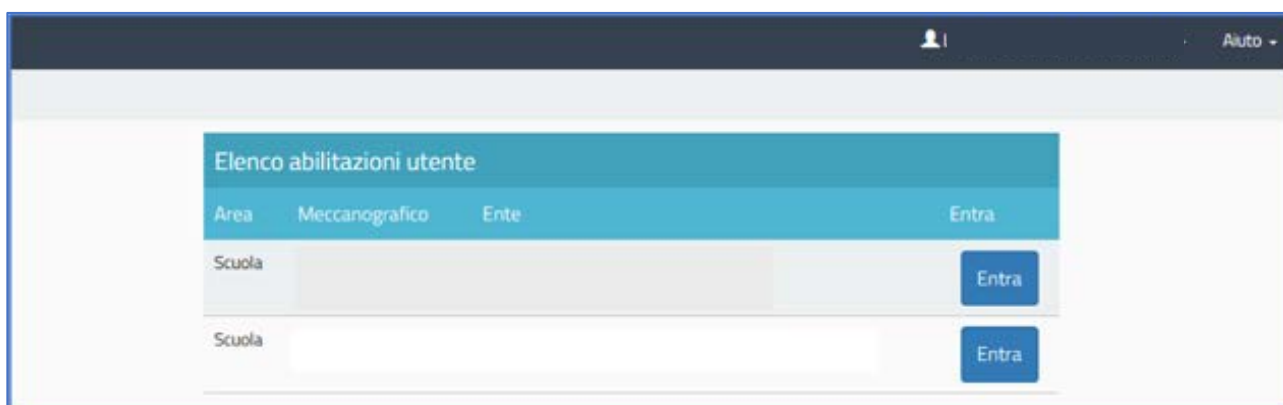 Aiuto
Elenco abilitazioni utente
Area Meccanografico Ente Entra
Scuola Entra
Scuola Entra